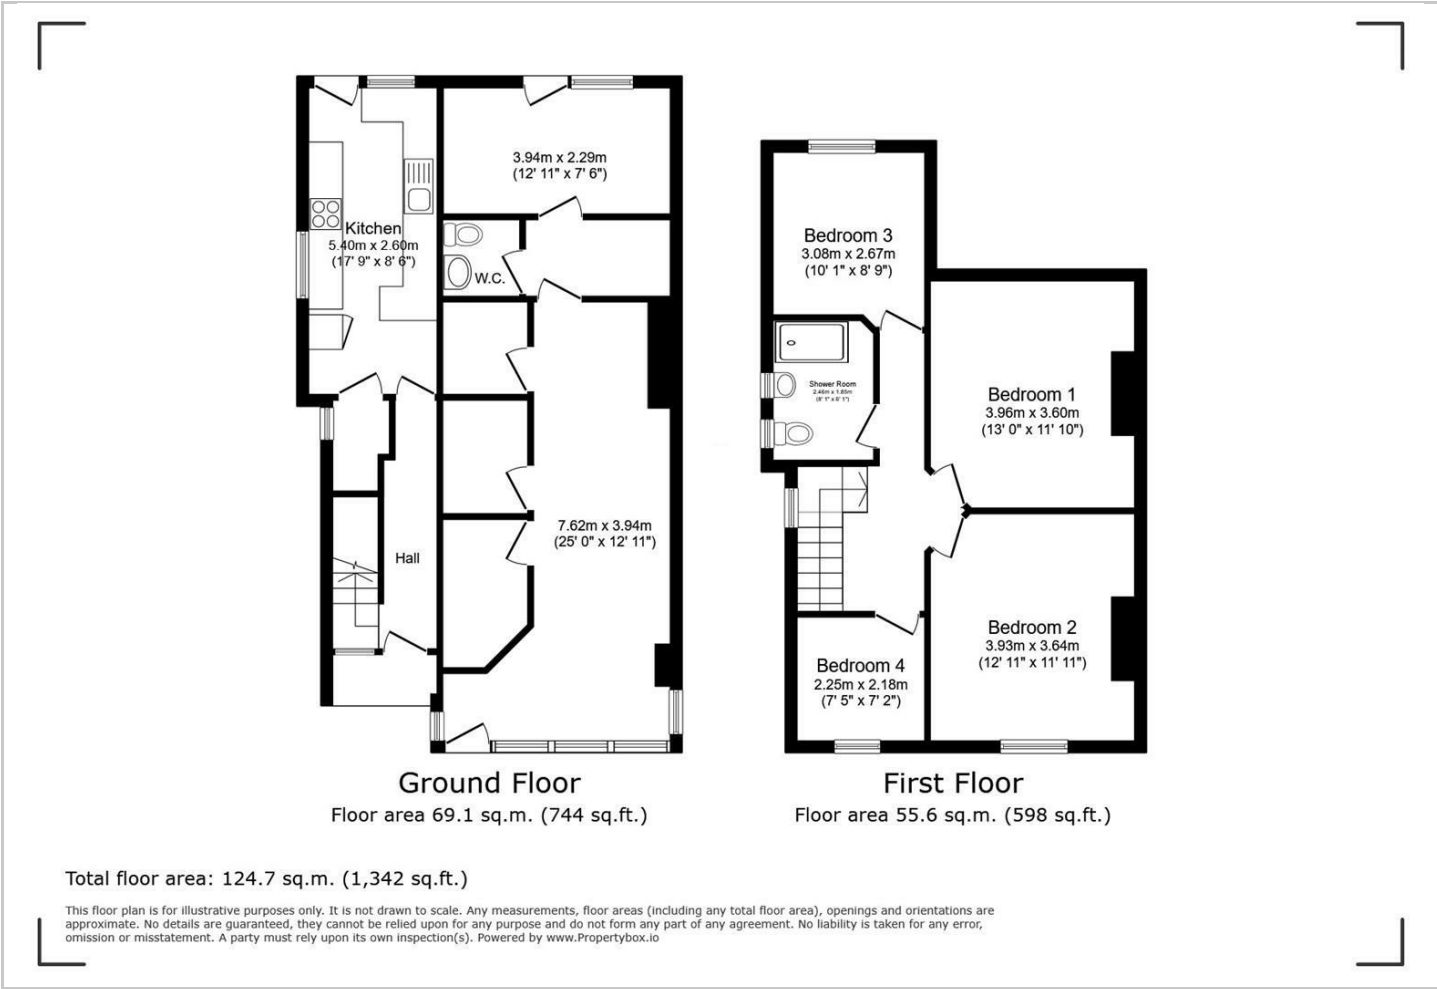 3.94m x 2.29m
(12' 11" x 7' 6")
Kitchen
5.40m x 2.60m
(17' 9" x 8' 6")
W.C.
7.62m x 3.94m
(25' 0" x 12' 11")
Hall
Ground Floor
Floor area 69.1 sq.m. (744 sq.ft.)
Bedroom 3
3.08m x 2.67m
(10' 1" x 8' 9")
Shower Room
2.46m x 1.85m
(8' 1" x 6' 1")
Bedroom 1
3.96m x 3.60m
(13' 0" x 11' 10")
Bedroom 2
3.93m x 3.64m
(12' 11" x 11' 11")
Bedroom 4
2.25m x 2.18m
(7' 5" x 7' 2")
First Floor
Floor area 55.6 sq.m. (598 sq.ft.)
Total floor area: 124.7 sq.m. (1,342 sq.ft.)
This floor plan is for illustrative purposes only. It is not drawn to scale. Any measurements, floor areas (including any total floor area), openings and orientations are
approximate. No details are guaranteed, they cannot be relied upon for any purpose and do not form any part of any agreement. No liability is taken for any error,
omission or misstatement. A party must rely upon its own inspection(s). Powered by www.Propertybox.io